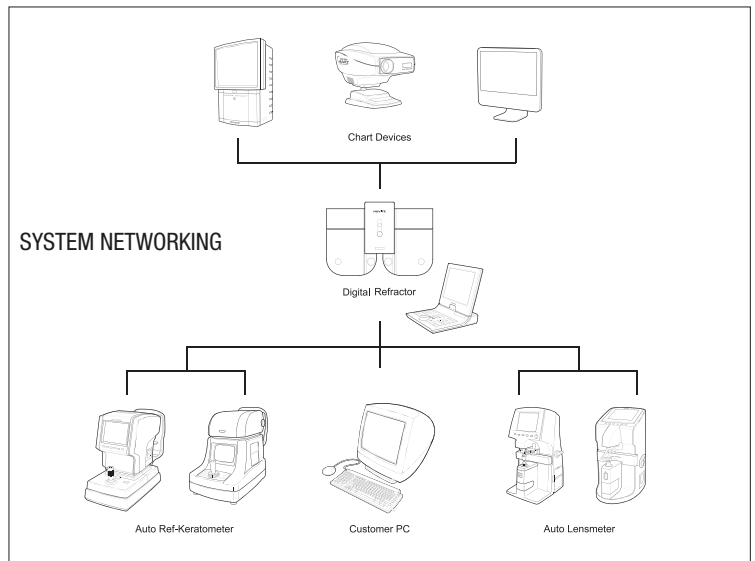 Chart Devices
SYSTEM NETWORKING
Digital Refractor
Auto Ref-Keratometer
Customer PC
Auto Lensmeter